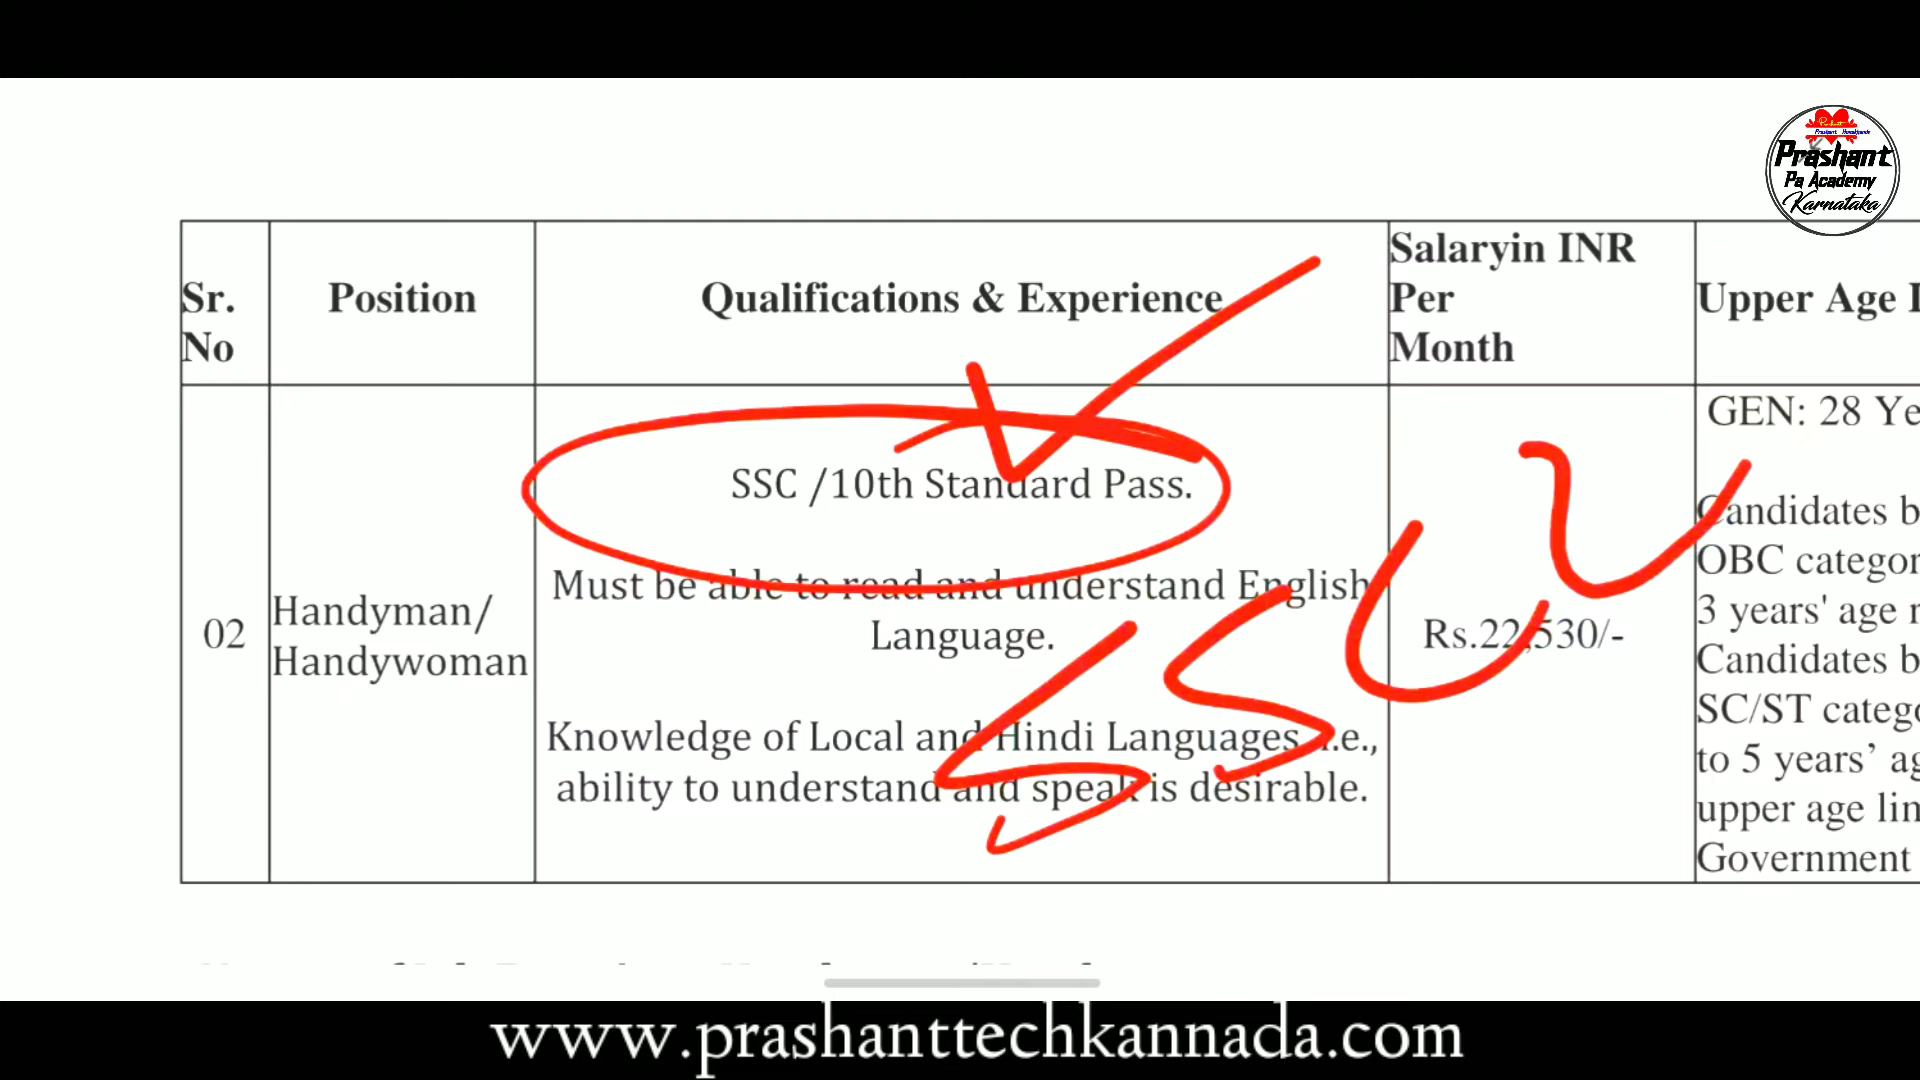 Prashant
Pa Academy
Karnataka
Sr.
No
Position
Qualifications & Experience
Salaryin INR
Per
Month
Upper Age
02
Handyman/
Handywoman
SSC /10th Standard Pass.
Must be able to read and understand English
Language.
Knowledge of Local and Hindi Languages i.e.,
ability to understand and speak is desirable.
Rs.22,530/-
GEN: 28 Ye
Candidates b
OBC categor
3 years' age r
Candidates b
SC/ST catego
to 5 years’ ag
upper age lim
Government
www.prashanttechkannada.com